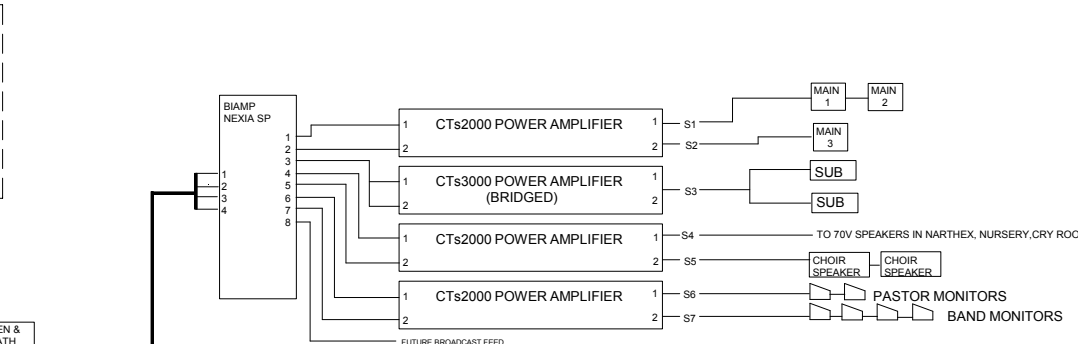 BIAMP
NEXIA SP
1
2
3
4
5
6
7
8
1
2
3
4
1 CTs2000 POWER AMPLIFIER 1
2 2
S1
S2
MAIN
1
MAIN
2
MAIN
3
1 CTs3000 POWER AMPLIFIER 1
2 (BRIDGED) 2
S3
SUB
SUB
1 CTs2000 POWER AMPLIFIER 1
2 2
S4
TO 70V SPEAKERS IN NARTHEX, NURSERY,CRY ROO
S5
CHOIR
SPEAKER
CHOIR
SPEAKER
1 CTs2000 POWER AMPLIFIER 1
2 2
S6
PASTOR MONITORS
S7
BAND MONITORS
FUTURE BROADCAST FEED
EN &
ATH